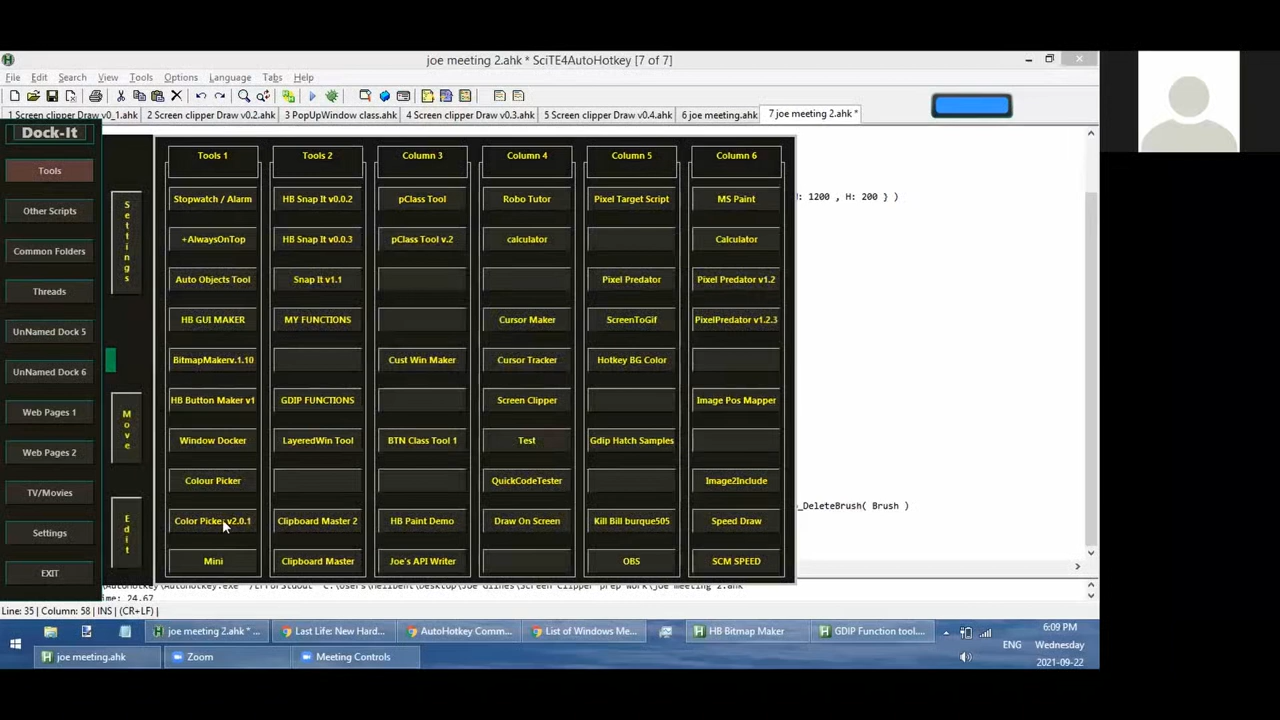 joe meeting 2.ahk * SciTE4AutoHotkey [7 of 7]
File Edit Search View Tools Options Language Tabs Help
1 Screen clipper Draw v0_1.ahk 2 Screen clipper Draw v0.2.ahk 3 PopUpWindow class.ahk 4 Screen clipper Draw v0.3.ahk 5 Screen clipper Draw v0.4.ahk 6 joe meeting.ahk 7 joe meeting 2.ahk *
Dock-It
Tools
Other Scripts
Common Folders
Threads
UnNamed Dock 5
UnNamed Dock 6
Web Pages 1
Web Pages 2
TV/Movies
Settings
EXIT
Settings
Move
Edit
Tools 1 Tools 2 Column 3 Column 4 Column 5 Column 6
Stopwatch / Alarm HB Snap It v0.0.2 pClass Tool Robo Tutor Pixel Target Script MS Paint
: 1200 , H: 200 } )
+AlwaysOnTop HB Snap It v0.0.3 pClass Tool v.2 calculator Calculator
Auto Objects Tool Snap It v1.1 Pixel Predator Pixel Predator v1.2
HB GUI MAKER MY FUNCTIONS Cursor Maker ScreenToGif PixelPredator v1.2.3
BitmapMakerv.1.10 Cust Win Maker Cursor Tracker Hotkey BG Color
HB Button Maker v1 GDIP FUNCTIONS Screen Clipper Image Pos Mapper
Window Docker LayeredWin Tool BTN Class Tool 1 Test Gdip Hatch Samples
Colour Picker QuickCodeTester Image2Include
Color Picker v2.0.1 Clipboard Master 2 HB Paint Demo Draw On Screen Kill Bill burque505 Speed Draw
_DeleteBrush( Brush )
Mini Clipboard Master Joe's API Writer OBS SCM SPEED
ime: 24.67
Line: 35 | Column: 58 | INS | (CR+LF) |
joe meeting 2.ahk * ... Last Life: New Hard... AutoHotkey Comm... List of Windows Me... HB Bitmap Maker GDIP Function tool....
joe meeting.ahk Zoom Meeting Controls
ENG
6:09 PM
Wednesday
2021-09-22